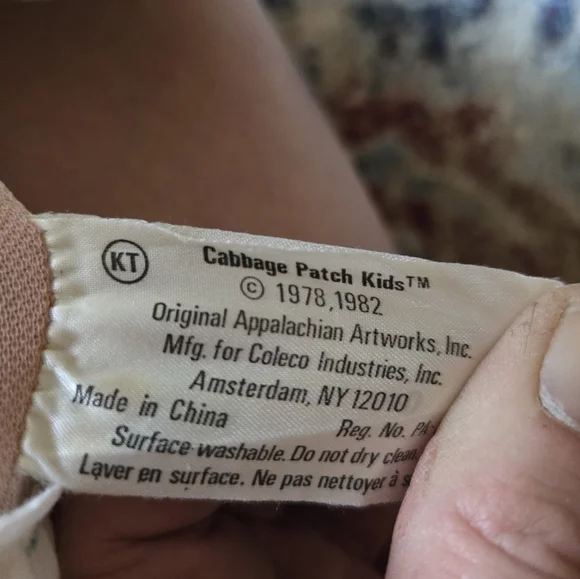 KT
Cabbage Patch Kids™
© 1978,1982
Original Appalachian Artworks, Inc.
Mfg. for Coleco Industries, Inc.
Amsterdam, NY 12010
Made in China
Reg. No.
Surface washable. Do not dry clean
Laver en surface. Ne pas nettoyer à